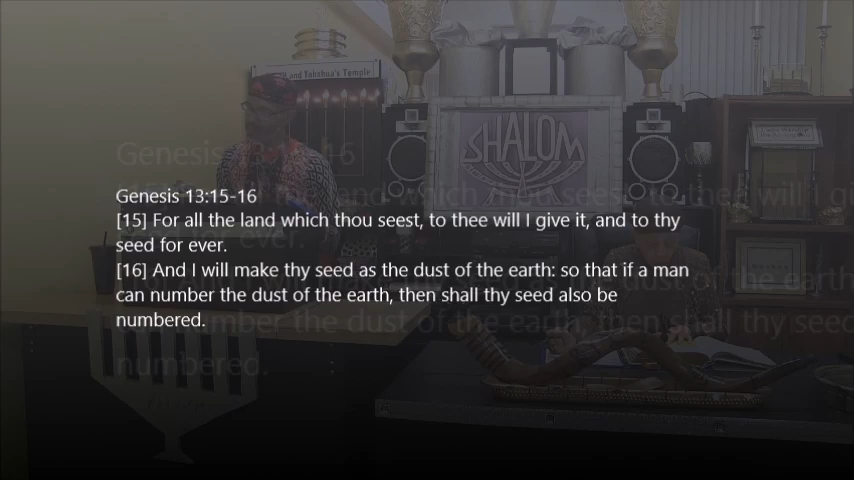 and Yakshua's Temple
SHALOM
Genesis 13:15-16
[15] For all the land which thou seest, to thee will I give it, and to thy
seed for ever.
[16] And I will make thy seed as the dust of the earth: so that if a man
can number the dust of the earth, then shall thy seed also be
numbered.